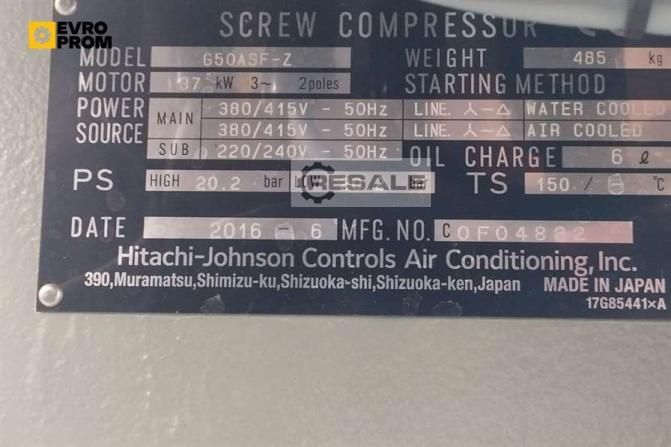 EVRO
PROM
SCREW COMPRESSOR
MODEL G50ASF-Z WEIGHT 485 kg
MOTOR 37 kW 3~ 2poles STARTING METHOD
POWER SOURCE MAIN 380/415V - 50Hz LINE. 人-△ WATER COOLED
380/415V - 50Hz LINE. 人-△ AIR COOLED
SUB 220/240V - 50Hz OIL CHARGE 6 ℓ
PS HIGH 20.2 bar LOW bar TS 150 / ℃
RESALE
DATE 2016 - 6 MFG. NO. C0F04882
Hitachi-Johnson Controls Air Conditioning, Inc.
390,Muramatsu,Shimizu-ku,Shizuoka-shi,Shizuoka-ken,Japan MADE IN JAPAN
17G85441×A